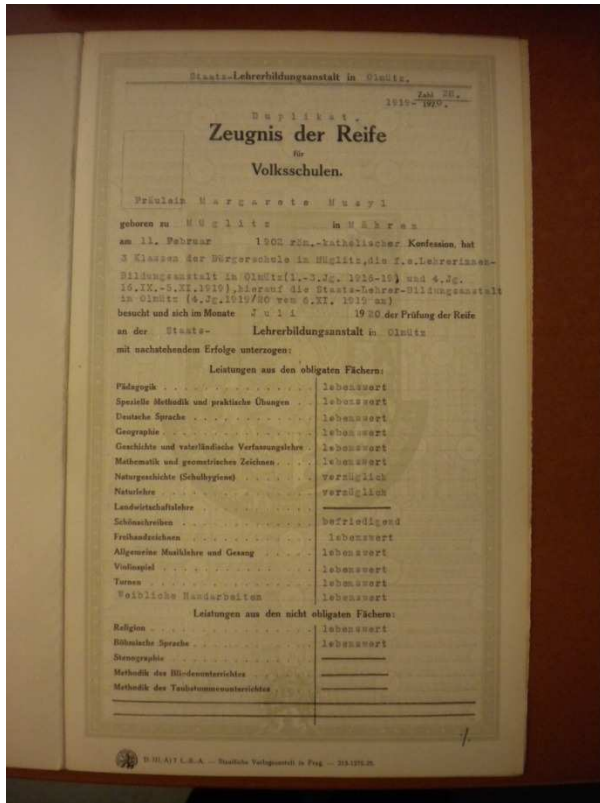 Staats-Lehrerbildungsanstalt in Olmütz.
Zahl 28.
1919-1920.
Duplikat.
Zeugnis der Reife
für
Volksschulen.
Fräulein Margarete Musyl
geboren zu Müglitz in Mähren
am 11. Februar 1902 röm.-katholischer Konfession, hat
3 Klassen der Bürgerschule in Müglitz, die f.e. Lehrerinnen-
Bildungsanstalt in Olmütz (1.-3.Jg. 1916-19) und 4.Jg.
16.IX.-5.XI.1919), hierauf die Staats-Lehrer-Bildungsanstalt
in Olmütz (4.Jg. 1919/20 vom 6.XI. 1919 an)
besucht und sich im Monate Juli 1920 der Prüfung der Reife
an der Staats- Lehrerbildungsanstalt in Olmütz
mit nachstehendem Erfolge unterzogen:
Leistungen aus den obligaten Fächern:
Pädagogik lobenswert
Spezielle Methodik und praktische Übungen lobenswert
Deutsche Sprache lobenswert
Geographie lobenswert
Geschichte und vaterländische Verfassungslehre lobenswert
Mathematik und geometrisches Zeichnen lobenswert
Naturgeschichte (Schulhygiene) vorzüglich
Naturlehre vorzüglich
Landwirtschaftslehre
Schönschreiben befriedigend
Freihandzeichnen lobenswert
Allgemeine Musiklehre und Gesang lobenswert
Violinspiel lobenswert
Turnen lobenswert
Weibliche Handarbeiten lobenswert
Leistungen aus den nicht obligaten Fächern:
Religion lobenswert
Böhmische Sprache lobenswert
Stenographie
Methodik des Blindenunterrichtes
Methodik des Taubstummenunterrichtes
./.
— Staatliche Verlagsanstalt in Prag. —